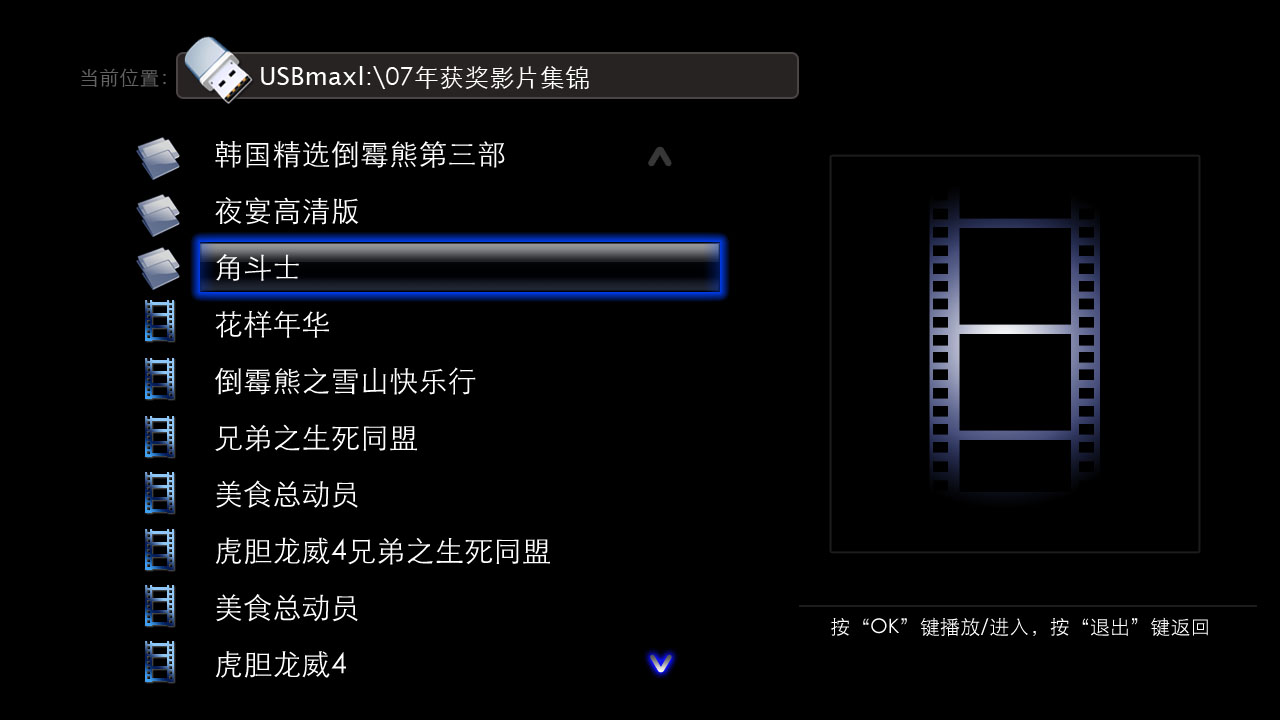 当前位置：
USBmaxl:\07年获奖影片集锦
韩国精选倒霉熊第三部
夜宴高清版
角斗士
花样年华
倒霉熊之雪山快乐行
兄弟之生死同盟
美食总动员
虎胆龙威4兄弟之生死同盟
美食总动员
虎胆龙威4
按“OK”键播放/进入，按“退出”键返回